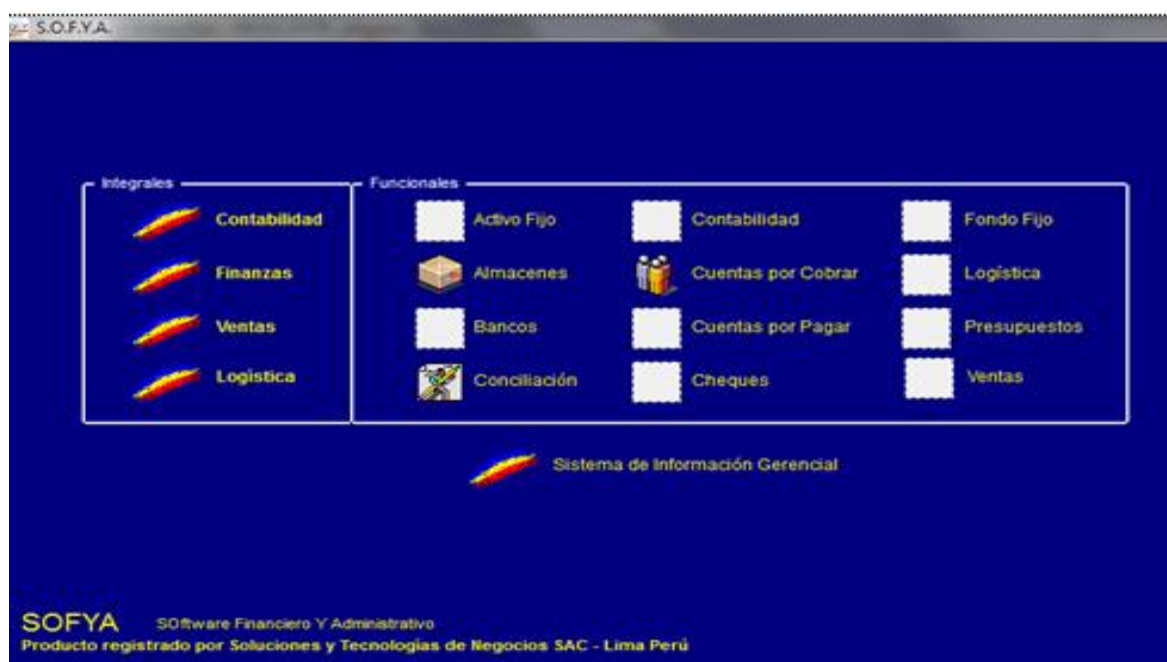 S.O.F.Y.A.
Integrales
Contabilidad
Finanzas
Ventas
Logística
Funcionales
Activo Fijo
Almacenes
Bancos
Conciliación
Contabilidad
Cuentas por Cobrar
Cuentas por Pagar
Cheques
Fondo Fijo
Logística
Presupuestos
Ventas
Sistema de Información Gerencial
SOFYA SOftware Financiero Y Administrativo
Producto registrado por Soluciones y Tecnologías de Negocios SAC - Lima Perú